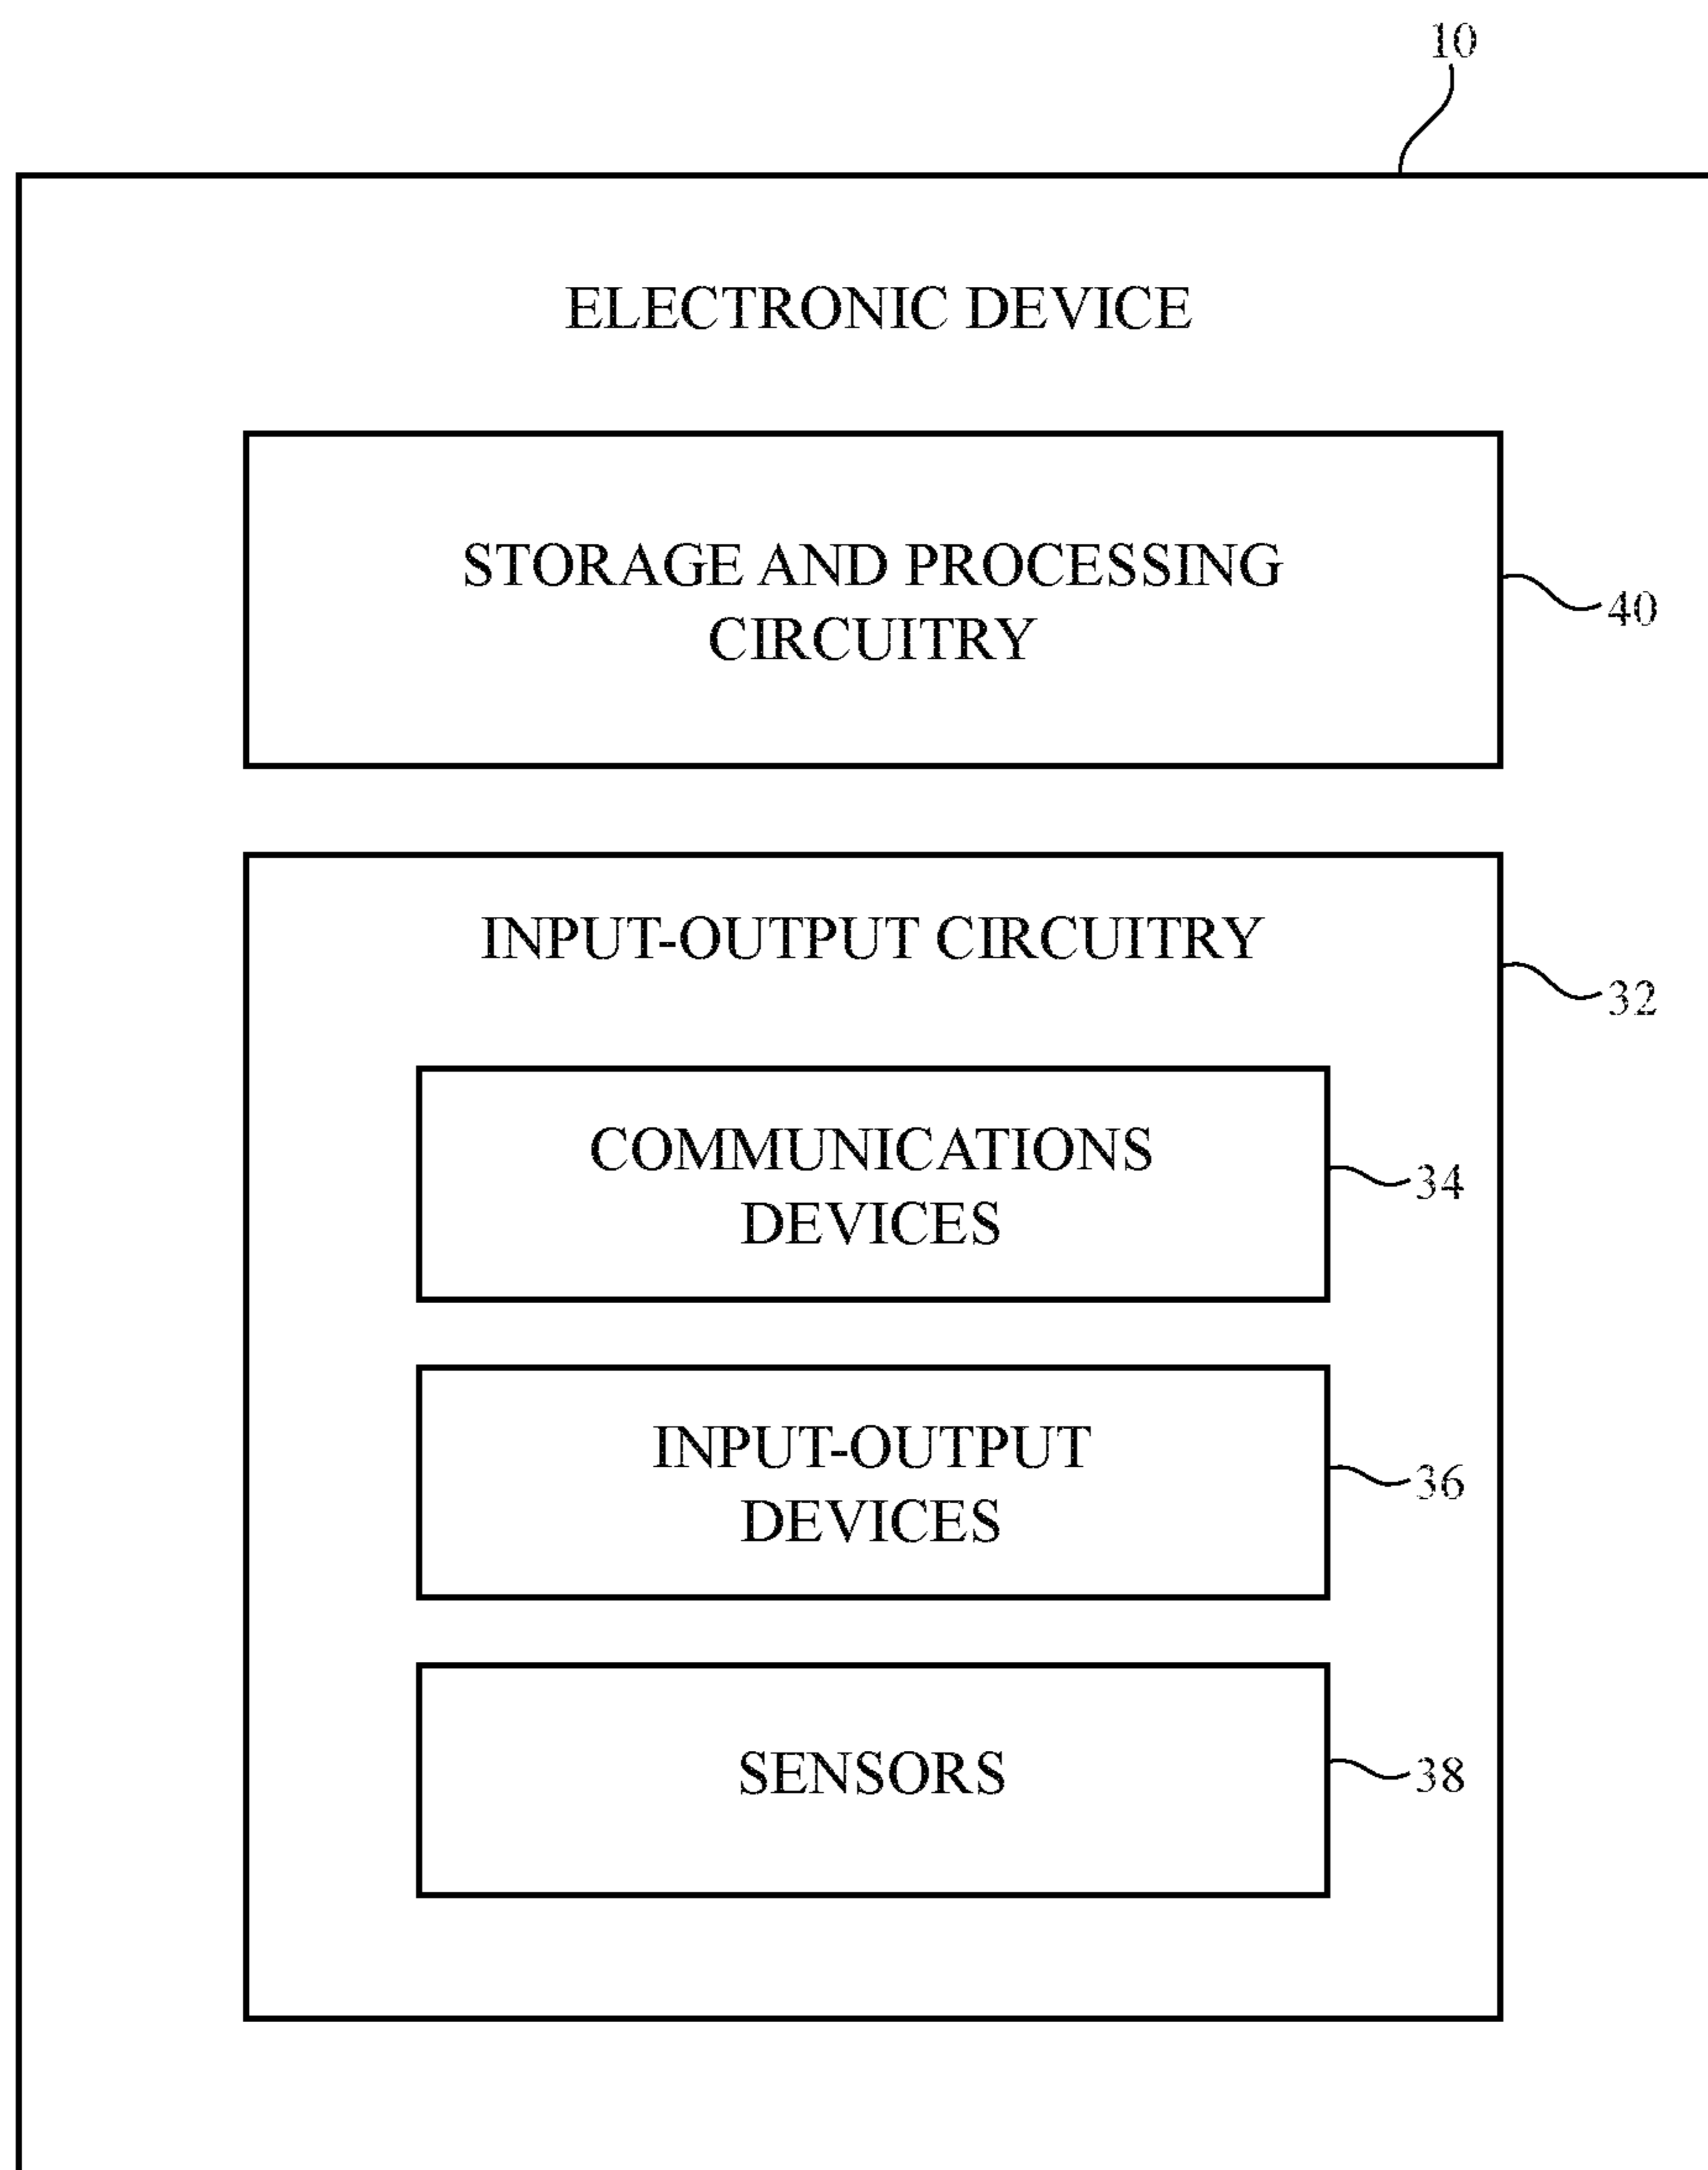 10
ELECTRONIC DEVICE
STORAGE AND PROCESSING
CIRCUITRY
40
INPUT-OUTPUT CIRCUITRY
32
COMMUNICATIONS
DEVICES
34
INPUT-OUTPUT
DEVICES
36
SENSORS
38